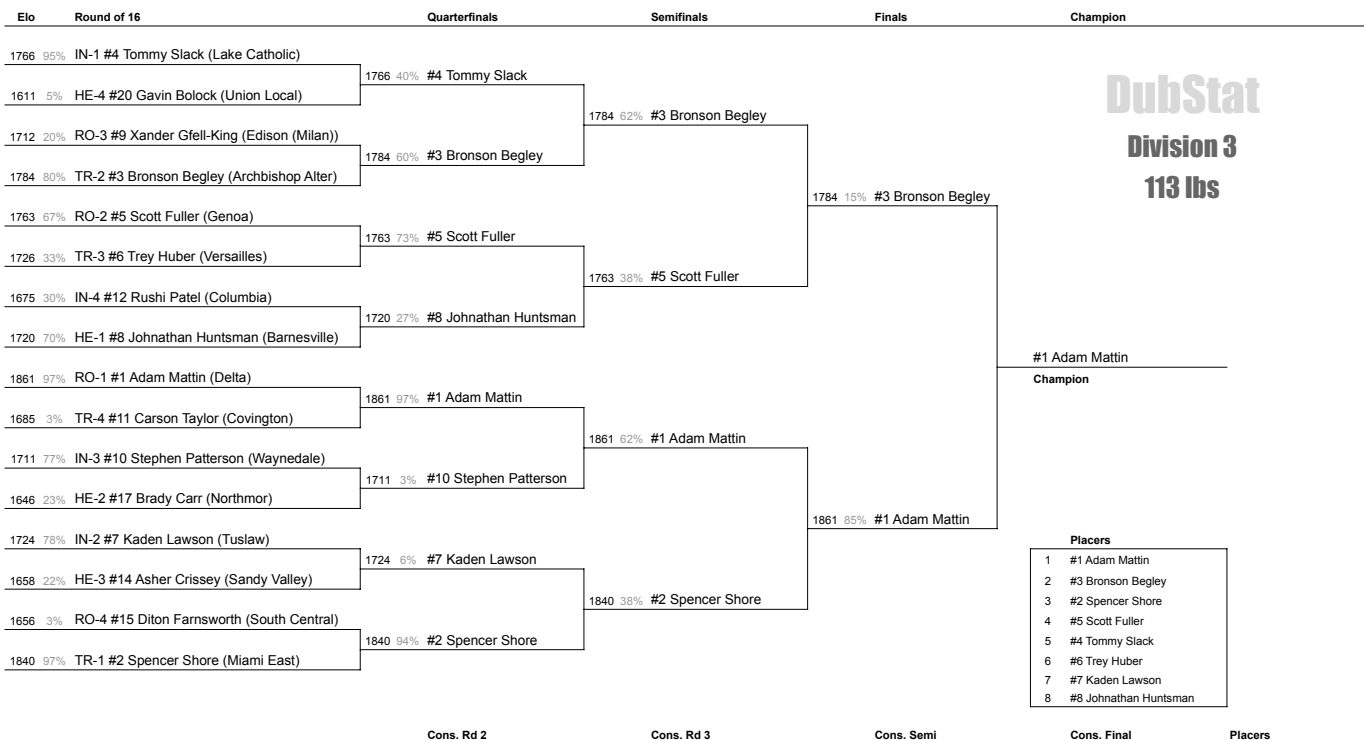 Elo Round of 16 Quarterfinals Semifinals Finals Champion
1766 95% IN-1 #4 Tommy Slack (Lake Catholic)
1766 40% #4 Tommy Slack
1611 5% HE-4 #20 Gavin Bolock (Union Local)
1784 62% #3 Bronson Begley
1712 20% RO-3 #9 Xander Gfell-King (Edison (Milan))
1784 60% #3 Bronson Begley
1784 80% TR-2 #3 Bronson Begley (Archbishop Alter)
1784 15% #3 Bronson Begley
1763 67% RO-2 #5 Scott Fuller (Genoa)
1763 73% #5 Scott Fuller
1726 33% TR-3 #6 Trey Huber (Versailles)
1763 38% #5 Scott Fuller
1675 30% IN-4 #12 Rushi Patel (Columbia)
1720 27% #8 Johnathan Huntsman
1720 70% HE-1 #8 Johnathan Huntsman (Barnesville)
#1 Adam Mattin
Champion
1861 97% RO-1 #1 Adam Mattin (Delta)
1861 97% #1 Adam Mattin
1685 3% TR-4 #11 Carson Taylor (Covington)
1861 62% #1 Adam Mattin
1711 77% IN-3 #10 Stephen Patterson (Waynedale)
1711 3% #10 Stephen Patterson
1646 23% HE-2 #17 Brady Carr (Northmor)
1861 85% #1 Adam Mattin
1724 78% IN-2 #7 Kaden Lawson (Tuslaw)
1724 6% #7 Kaden Lawson
1658 22% HE-3 #14 Asher Crissey (Sandy Valley)
1840 38% #2 Spencer Shore
1656 3% RO-4 #15 Diton Farnsworth (South Central)
1840 94% #2 Spencer Shore
1840 97% TR-1 #2 Spencer Shore (Miami East)
DubStat
Division 3
113 lbs
Placers
1 #1 Adam Mattin
2 #3 Bronson Begley
3 #2 Spencer Shore
4 #5 Scott Fuller
5 #4 Tommy Slack
6 #6 Trey Huber
7 #7 Kaden Lawson
8 #8 Johnathan Huntsman
Cons. Rd 2 Cons. Rd 3 Cons. Semi Cons. Final Placers